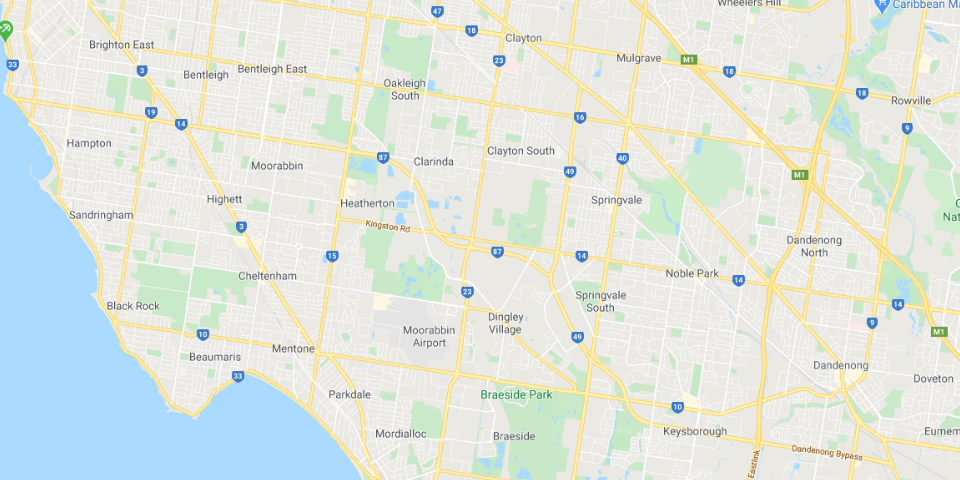 Wheelers Hill
Caribbean Ma
47
18
Clayton
Brighton East
23
Mulgrave
M1
33
3
Bentleigh
Bentleigh East
18
Oakleigh
South
18
Rowville
19
14
16
9
Hampton
Clayton South
87
Clarinda
40
Moorabbin
49
M1
Highett
Heatherton
Springvale
Sandringham
Nat
3
Kingston Rd
Dandenong
North
15
87
14
Cheltenham
Noble Park
14
23
Springvale
South
Black Rock
Dingley
Village
14
9
10
Moorabbin
Airport
49
M1
Beaumaris
Mentone
33
Dandenong
Doveton
Parkdale
Braeside Park
10
Mordialloc
Braeside
Keysborough
Eumem
Dandenong Bypass
Eastlink